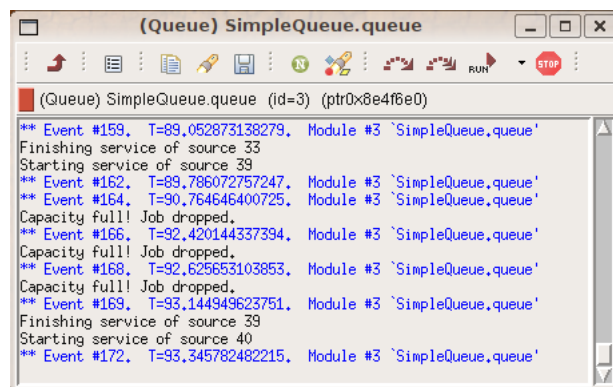 (Queue) SimpleQueue.queue
N
RUN
STOP
(Queue) SimpleQueue.queue (id=3) (ptr0x8e4f6e0)
** Event #159. T=89.052873138279. Module #3 `SimpleQueue.queue'
Finishing service of source 33
Starting service of source 39
** Event #162. T=89.786072757247. Module #3 `SimpleQueue.queue'
** Event #164. T=90.764646400725. Module #3 `SimpleQueue.queue'
Capacity full! Job dropped.
** Event #166. T=92.420144337394. Module #3 `SimpleQueue.queue'
Capacity full! Job dropped.
** Event #168. T=92.625653103853. Module #3 `SimpleQueue.queue'
Capacity full! Job dropped.
** Event #169. T=93.144949623751. Module #3 `SimpleQueue.queue'
Finishing service of source 39
Starting service of source 40
** Event #172. T=93.345782482215. Module #3 `SimpleQueue.queue'